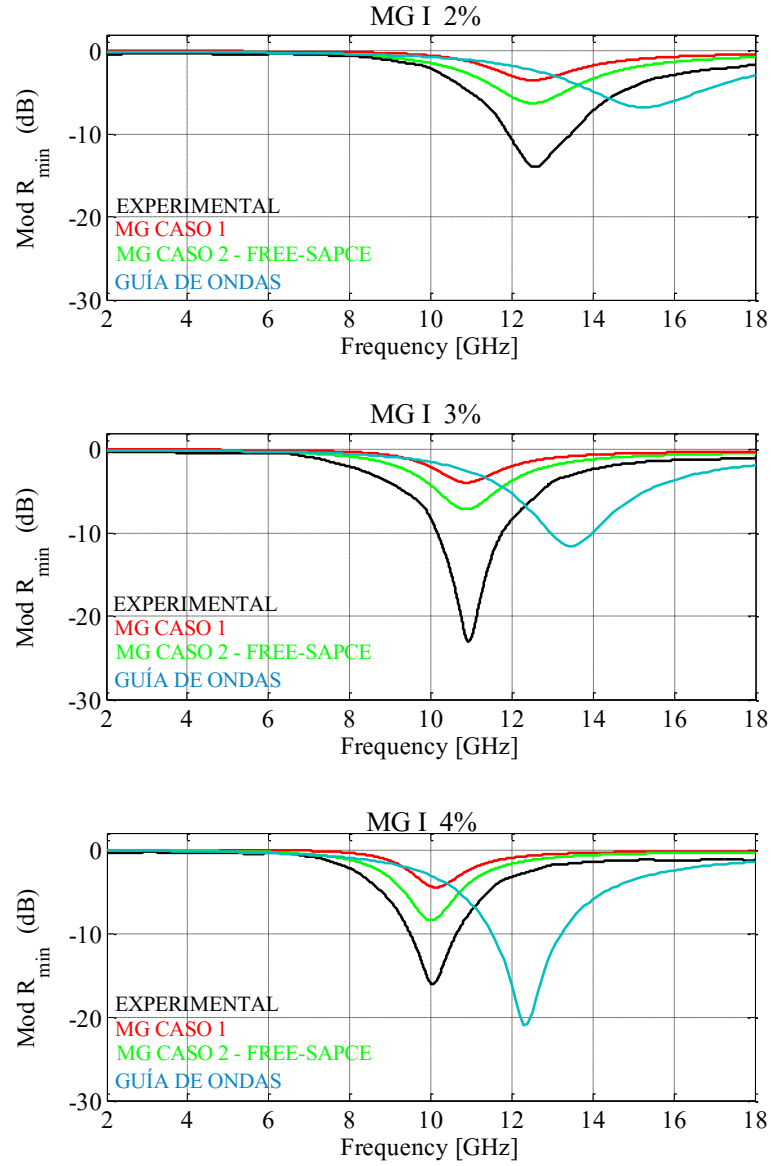 MG I 2%
0
-10
-20
-30
Mod R min (dB)
EXPERIMENTAL
MG CASO 1
MG CASO 2 - FREE-SAPCE
GUÍA DE ONDAS
2 4 6 8 10 12 14 16 18
Frequency [GHz]
MG I 3%
0
-10
-20
-30
Mod R min (dB)
EXPERIMENTAL
MG CASO 1
MG CASO 2 - FREE-SAPCE
GUÍA DE ONDAS
2 4 6 8 10 12 14 16 18
Frequency [GHz]
MG I 4%
0
-10
-20
-30
Mod R min (dB)
EXPERIMENTAL
MG CASO 1
MG CASO 2 - FREE-SAPCE
GUÍA DE ONDAS
2 4 6 8 10 12 14 16 18
Frequency [GHz]